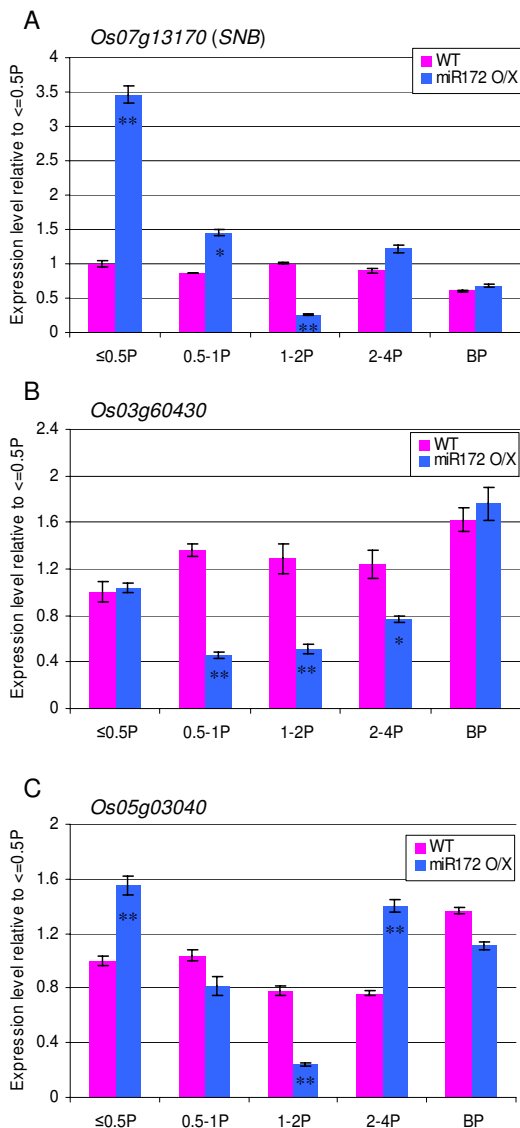 A
Os07g13170 (SNB)
Expression level relative to <=0.5P
4
3.5
3
2.5
2
1.5
1
0.5
0
WT
miR172 O/X
**
*
**
≤0.5P 0.5-1P 1-2P 2-4P BP
B
Os03g60430
Expression level relative to <=0.5P
2.4
2
1.6
1.2
0.8
0.4
0
WT
miR172 O/X
**
**
*
≤0.5P 0.5-1P 1-2P 2-4P BP
C
Os05g03040
Expression level relative to <=0.5P
2
1.6
1.2
0.8
0.4
0
WT
miR172 O/X
**
**
**
≤0.5P 0.5-1P 1-2P 2-4P BP